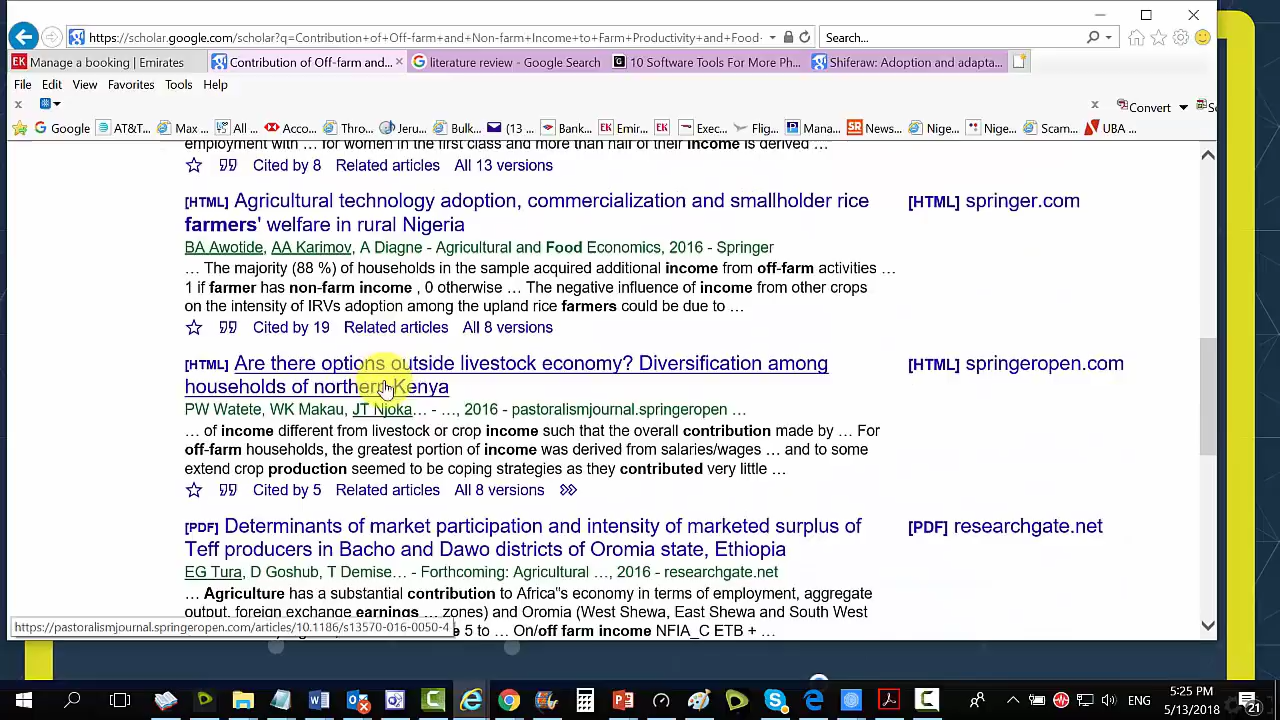 https://scholar.google.com/scholar?q=Contribution+of+Off-farm+and+Non-farm+Income+to+Farm+Productivity+and+Food- Search...
EK Manage a booking | Emirates Contribution of Off-farm and... × literature review - Google Search 10 Software Tools For More Ph... Shiferaw: Adoption and adapta...
File Edit View Favorites Tools Help
x x Convert
Google AT&T... Max ... All ... Acco... Thro... Jeru... Bulk... (13 ... Bank... EK Emir... EK Exec... Flig... Mana... SR News... Nige... Nige... Scam... UBA ...
employment with … for women in the first class and more than half of their income is derived …
Cited by 8 Related articles All 13 versions
[HTML] Agricultural technology adoption, commercialization and smallholder rice [HTML] springer.com
farmers' welfare in rural Nigeria
BA Awotide, AA Karimov, A Diagne - Agricultural and Food Economics, 2016 - Springer
… The majority (88 %) of households in the sample acquired additional income from off-farm activities …
1 if farmer has non-farm income , 0 otherwise … The negative influence of income from other crops
on the intensity of IRVs adoption among the upland rice farmers could be due to …
Cited by 19 Related articles All 8 versions
[HTML] Are there options outside livestock economy? Diversification among [HTML] springeropen.com
households of northern Kenya
PW Watete, WK Makau, JT Njoka… - …, 2016 - pastoralismjournal.springeropen …
… of income different from livestock or crop income such that the overall contribution made by … For
off-farm households, the greatest portion of income was derived from salaries/wages … and to some
extend crop production seemed to be coping strategies as they contributed very little …
Cited by 5 Related articles All 8 versions
[PDF] Determinants of market participation and intensity of marketed surplus of [PDF] researchgate.net
Teff producers in Bacho and Dawo districts of Oromia state, Ethiopia
EG Tura, D Goshub, T Demise… - Forthcoming: Agricultural …, 2016 - researchgate.net
… Agriculture has a substantial contribution to Africa"s economy in terms of employment, aggregate
output, foreign exchange earnings … zones) and Oromia (West Shewa, East Shewa and South West
https://pastoralismjournal.springeropen.com/articles/10.1186/s13570-016-0050-4 5 to … On/off farm income NFIA_C ETB + …
ENG 5:25 PM
5/13/2018 21